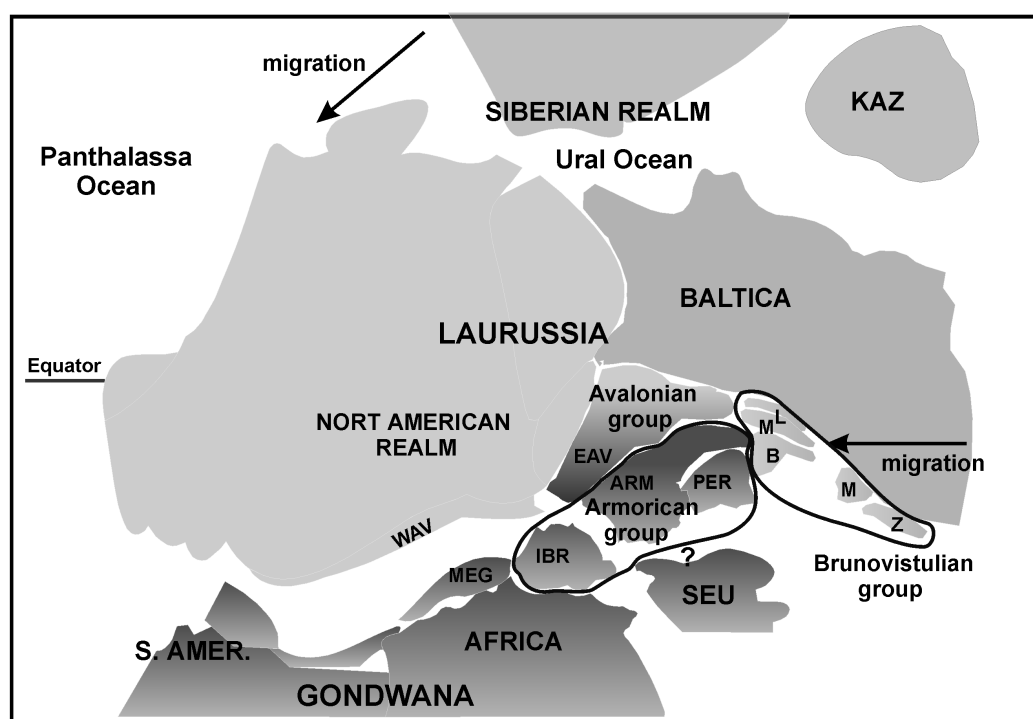 migration
SIBERIAN REALM
KAZ
Panthalassa
Ocean
Ural Ocean
BALTICA
LAURUSSIA
Equator
Avalonian
group
NORT AMERICAN
REALM
L
M
B
EAV
migration
ARM
PER
M
Armorican
group
Z
WAV
IBR
?
Brunovistulian
group
MEG
SEU
AFRICA
S. AMER.
GONDWANA